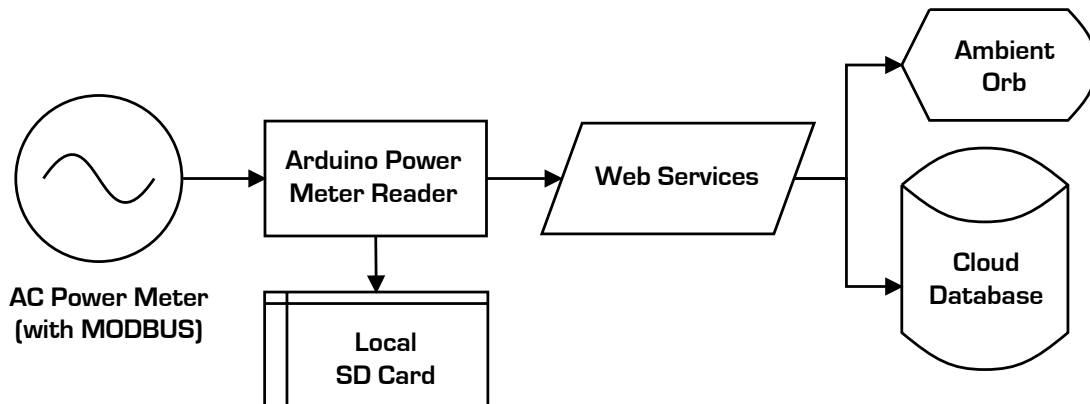 Ambient
Orb
Arduino Power
Meter Reader
Web Services
AC Power Meter
(with MODBUS)
Local
SD Card
Cloud
Database